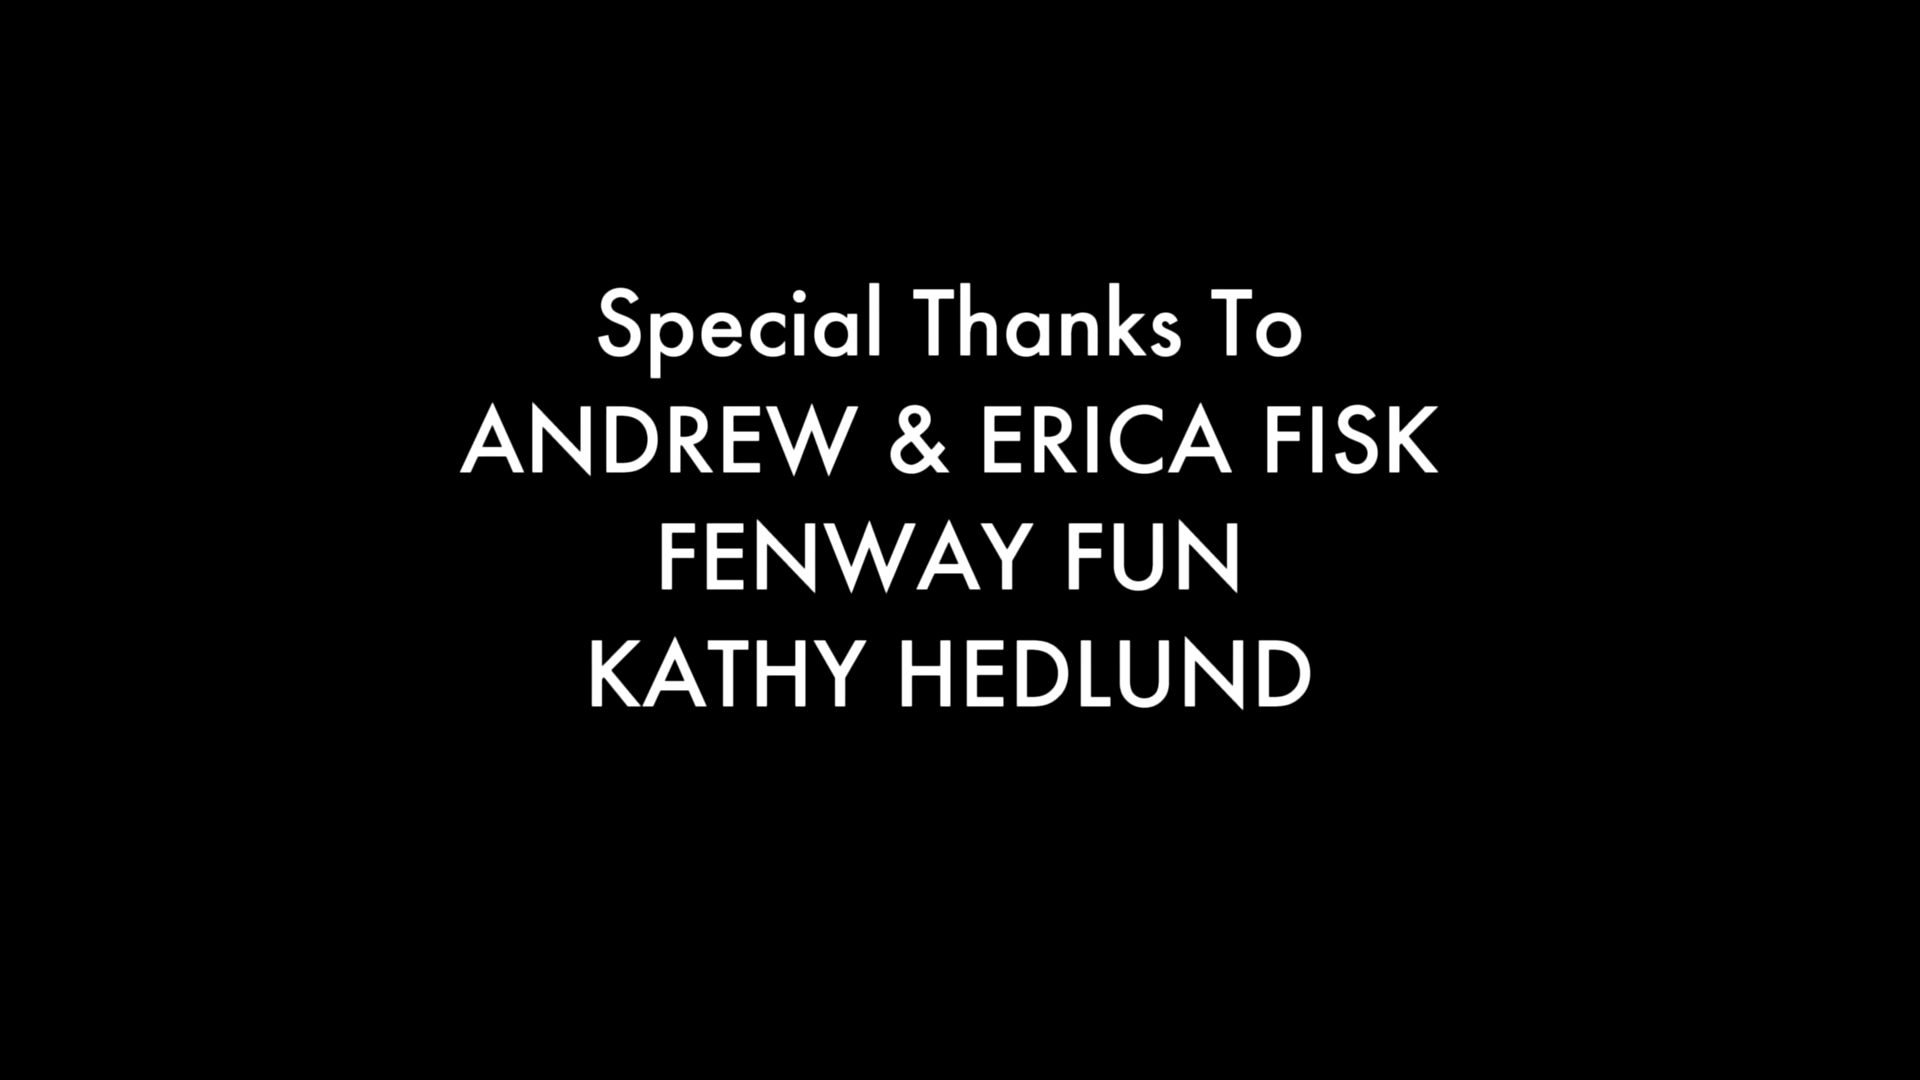 Special Thanks To
ANDREW & ERICA FISK
FENWAY FUN
KATHY HEDLUND